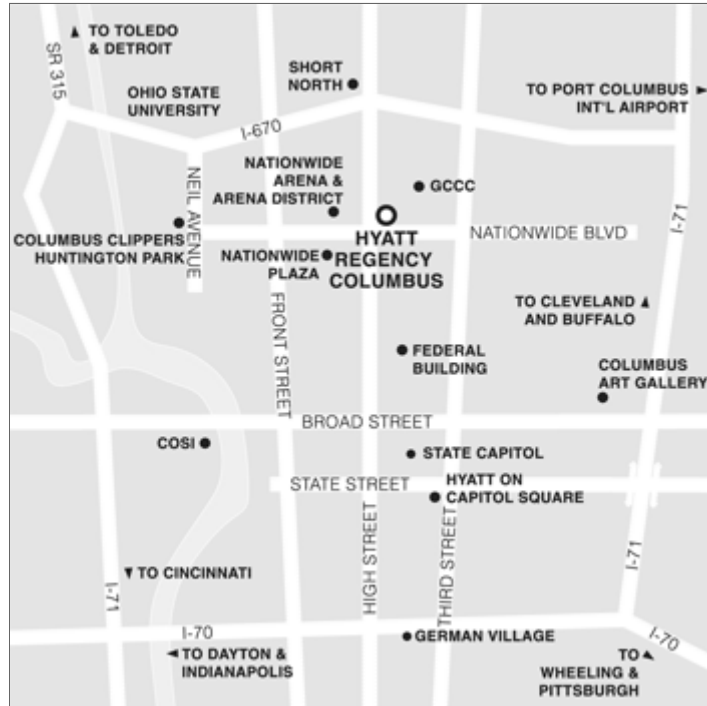 TO TOLEDO
& DETROIT
SR 315
SHORT
NORTH
OHIO STATE
UNIVERSITY
TO PORT COLUMBUS
INT'L AIRPORT
I-670
NATIONWIDE
ARENA &
ARENA DISTRICT
GCCC
NEIL AVENUE
I-71
COLUMBUS CLIPPERS
HUNTINGTON PARK
HYATT
REGENCY
COLUMBUS
NATIONWIDE BLVD
NATIONWIDE
PLAZA
FRONT STREET
TO CLEVELAND
AND BUFFALO
FEDERAL
BUILDING
COLUMBUS
ART GALLERY
BROAD STREET
COSI
STATE CAPITOL
STATE STREET
HYATT ON
CAPITOL SQUARE
HIGH STREET
THIRD STREET
I-71
TO CINCINNATI
I-71
I-70
GERMAN VILLAGE
I-70
TO DAYTON &
INDIANAPOLIS
TO
WHEELING &
PITTSBURGH